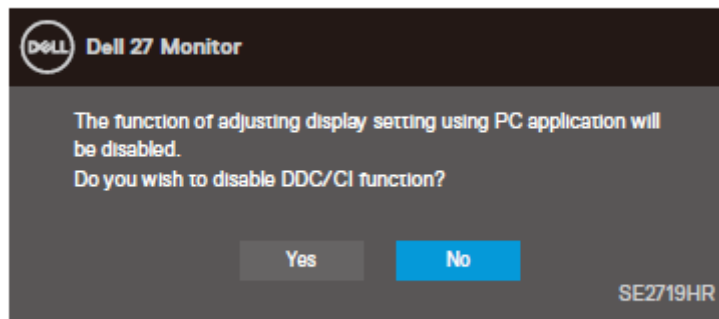 DELL Dell 27 Monitor
The function of adjusting display setting using PC application will
be disabled.
Do you wish to disable DDC/CI function?
Yes No
SE2719HR